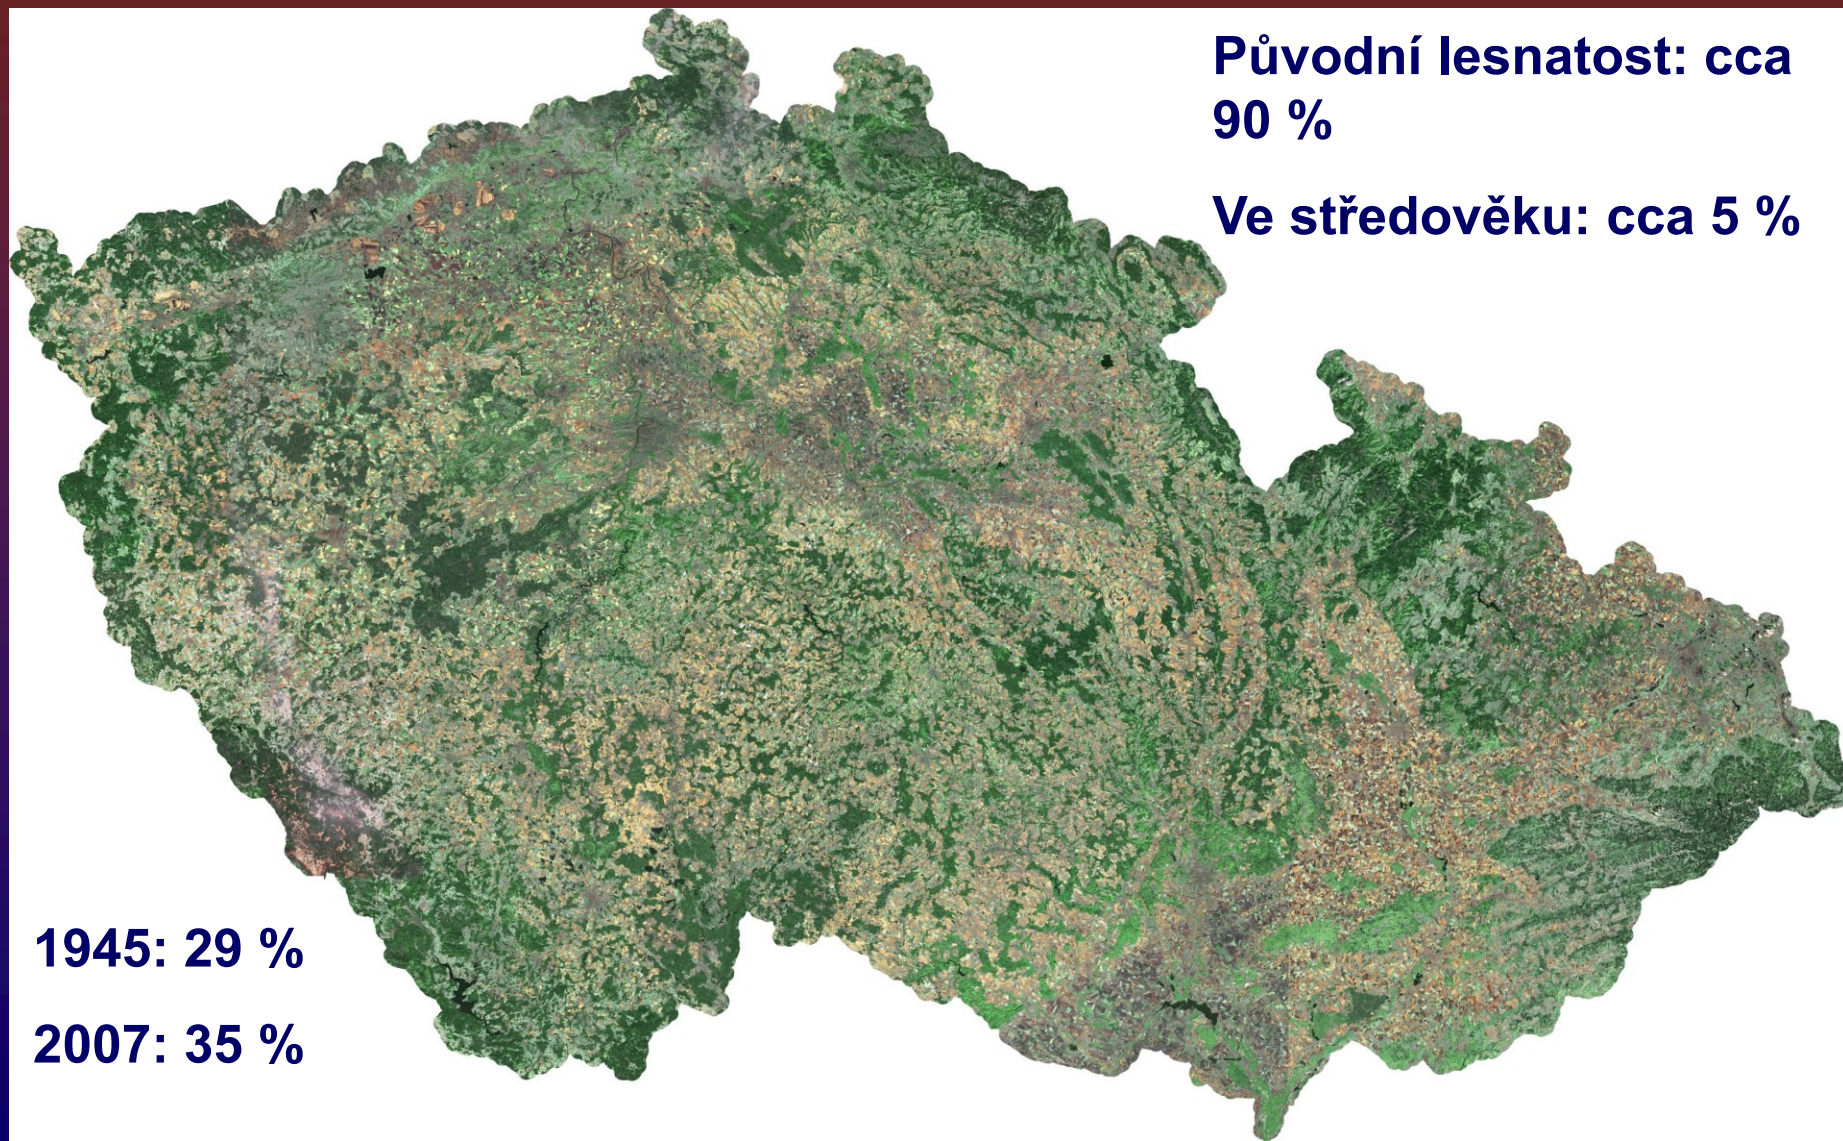 Původní lesnatost: cca
90 %
Ve středověku: cca 5 %
1945: 29 %
2007: 35 %